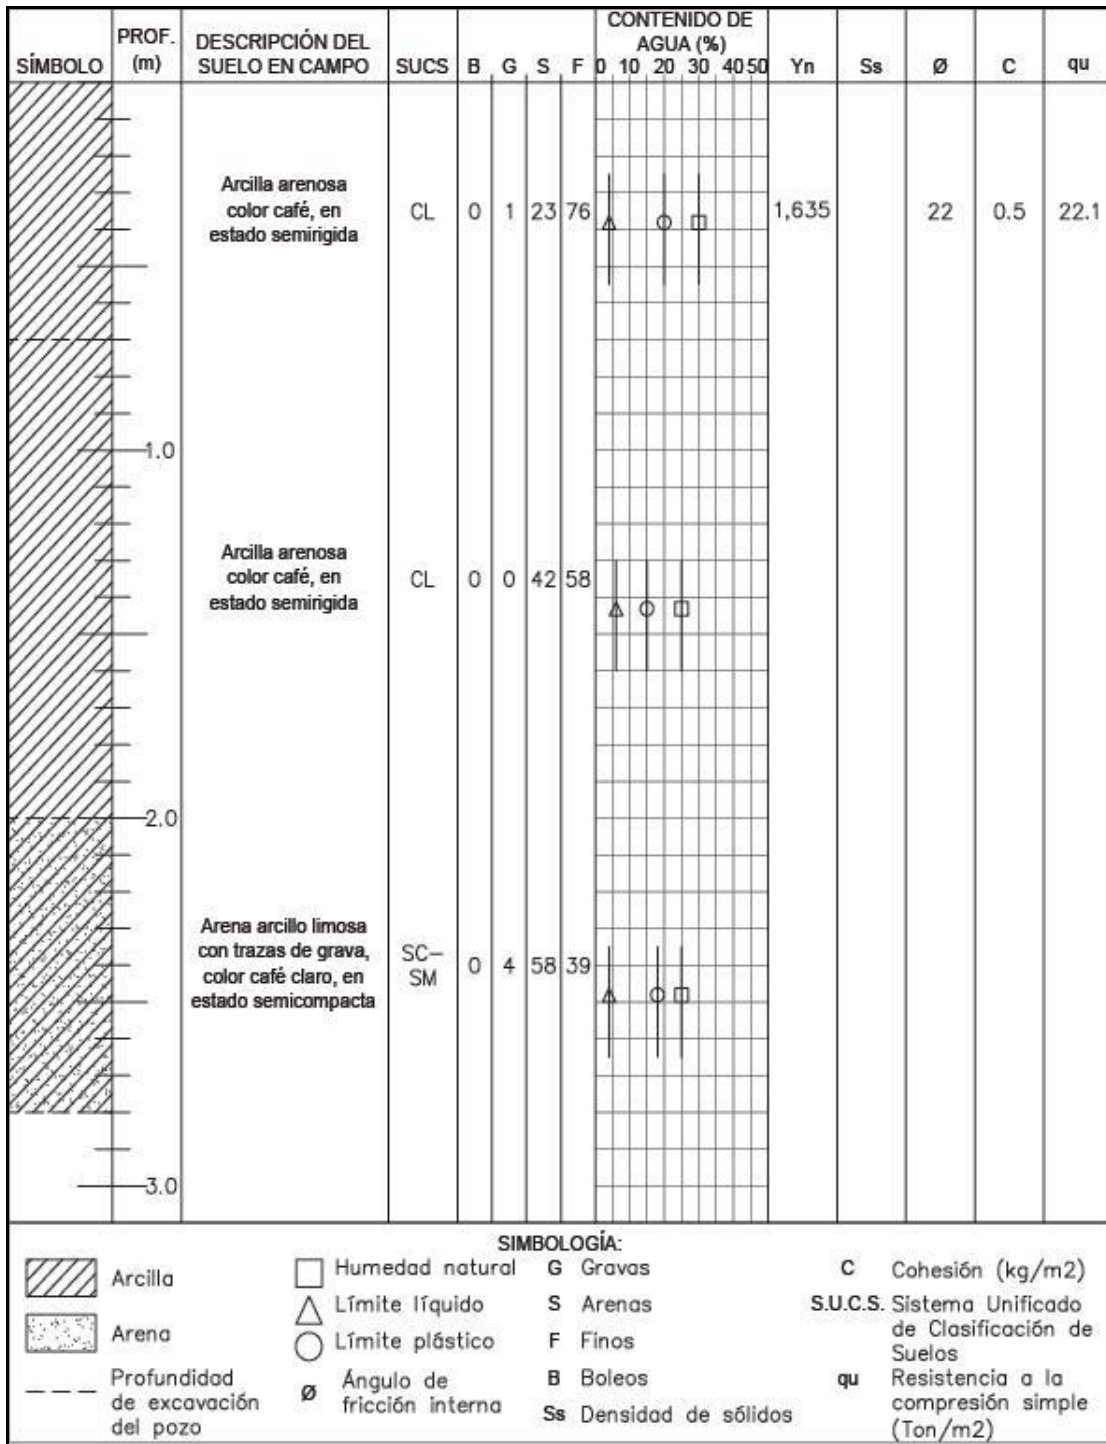 SÍMBOLO
PROF.
(m)
DESCRIPCIÓN DEL
SUELO EN CAMPO
SUCS
B
G
S
F
CONTENIDO DE
AGUA (%)
0 10 20 30 40 50
Yn
Ss
Ø
C
qu
Arcilla arenosa
color café, en
estado semirigida
CL
0
1
23
76
1,635
22
0.5
22.1
1.0
Arcilla arenosa
color café, en
estado semirigida
CL
0
0
42
58
2.0
Arena arcillo limosa
con trazas de grava,
color café claro, en
estado semicompacta
SC-
SM
0
4
58
39
3.0
SIMBOLOGÍA:
Arcilla
Arena
Profundidad
de excavación
del pozo
Humedad natural
Límite líquido
Límite plástico
Ø Ángulo de
fricción interna
G Gravas
S Arenas
F Finos
B Boleos
Ss Densidad de sólidos
C Cohesión (kg/m2)
S.U.C.S. Sistema Unificado
de Clasificación de
Suelos
qu Resistencia a la
compresión simple
(Ton/m2)